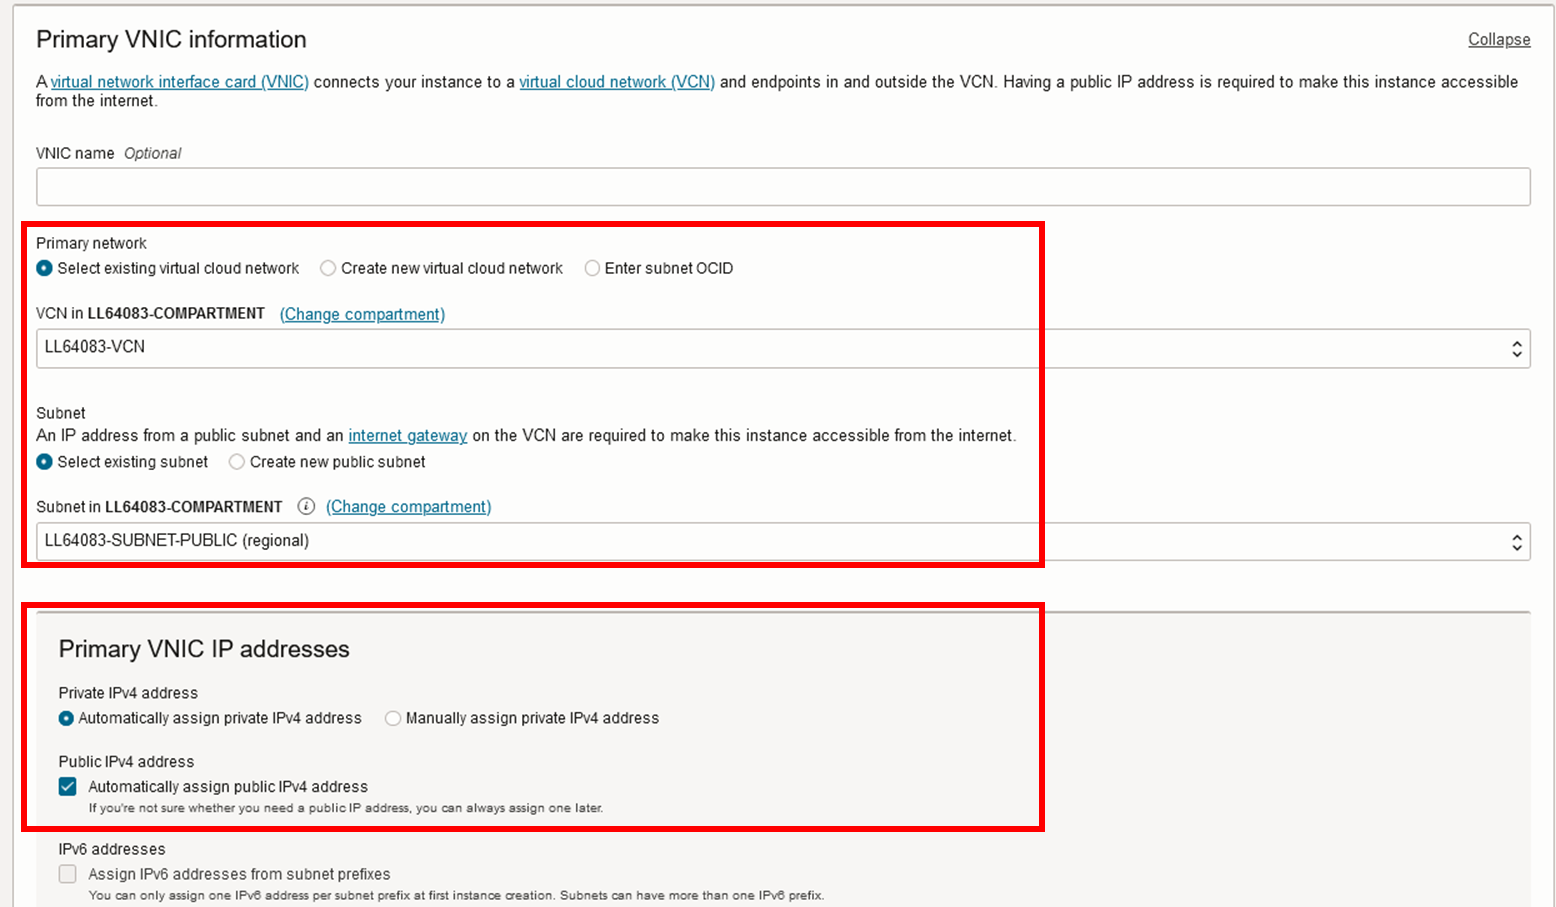 Primary VNIC information
Collapse
A virtual network interface card (VNIC) connects your instance to a virtual cloud network (VCN) and endpoints in and outside the VCN. Having a public IP address is required to make this instance accessible
from the internet.
VNIC name Optional
Primary network
Select existing virtual cloud network Create new virtual cloud network Enter subnet OCID
VCN in LL64083-COMPARTMENT (Change compartment)
LL64083-VCN
Subnet
An IP address from a public subnet and an internet gateway on the VCN are required to make this instance accessible from the internet.
Select existing subnet Create new public subnet
Subnet in LL64083-COMPARTMENT (Change compartment)
LL64083-SUBNET-PUBLIC (regional)
Primary VNIC IP addresses
Private IPv4 address
Automatically assign private IPv4 address Manually assign private IPv4 address
Public IPv4 address
Automatically assign public IPv4 address
If you're not sure whether you need a public IP address, you can always assign one later.
IPv6 addresses
Assign IPv6 addresses from subnet prefixes
You can only assign one IPv6 address per subnet prefix at first instance creation. Subnets can have more than one IPv6 prefix.